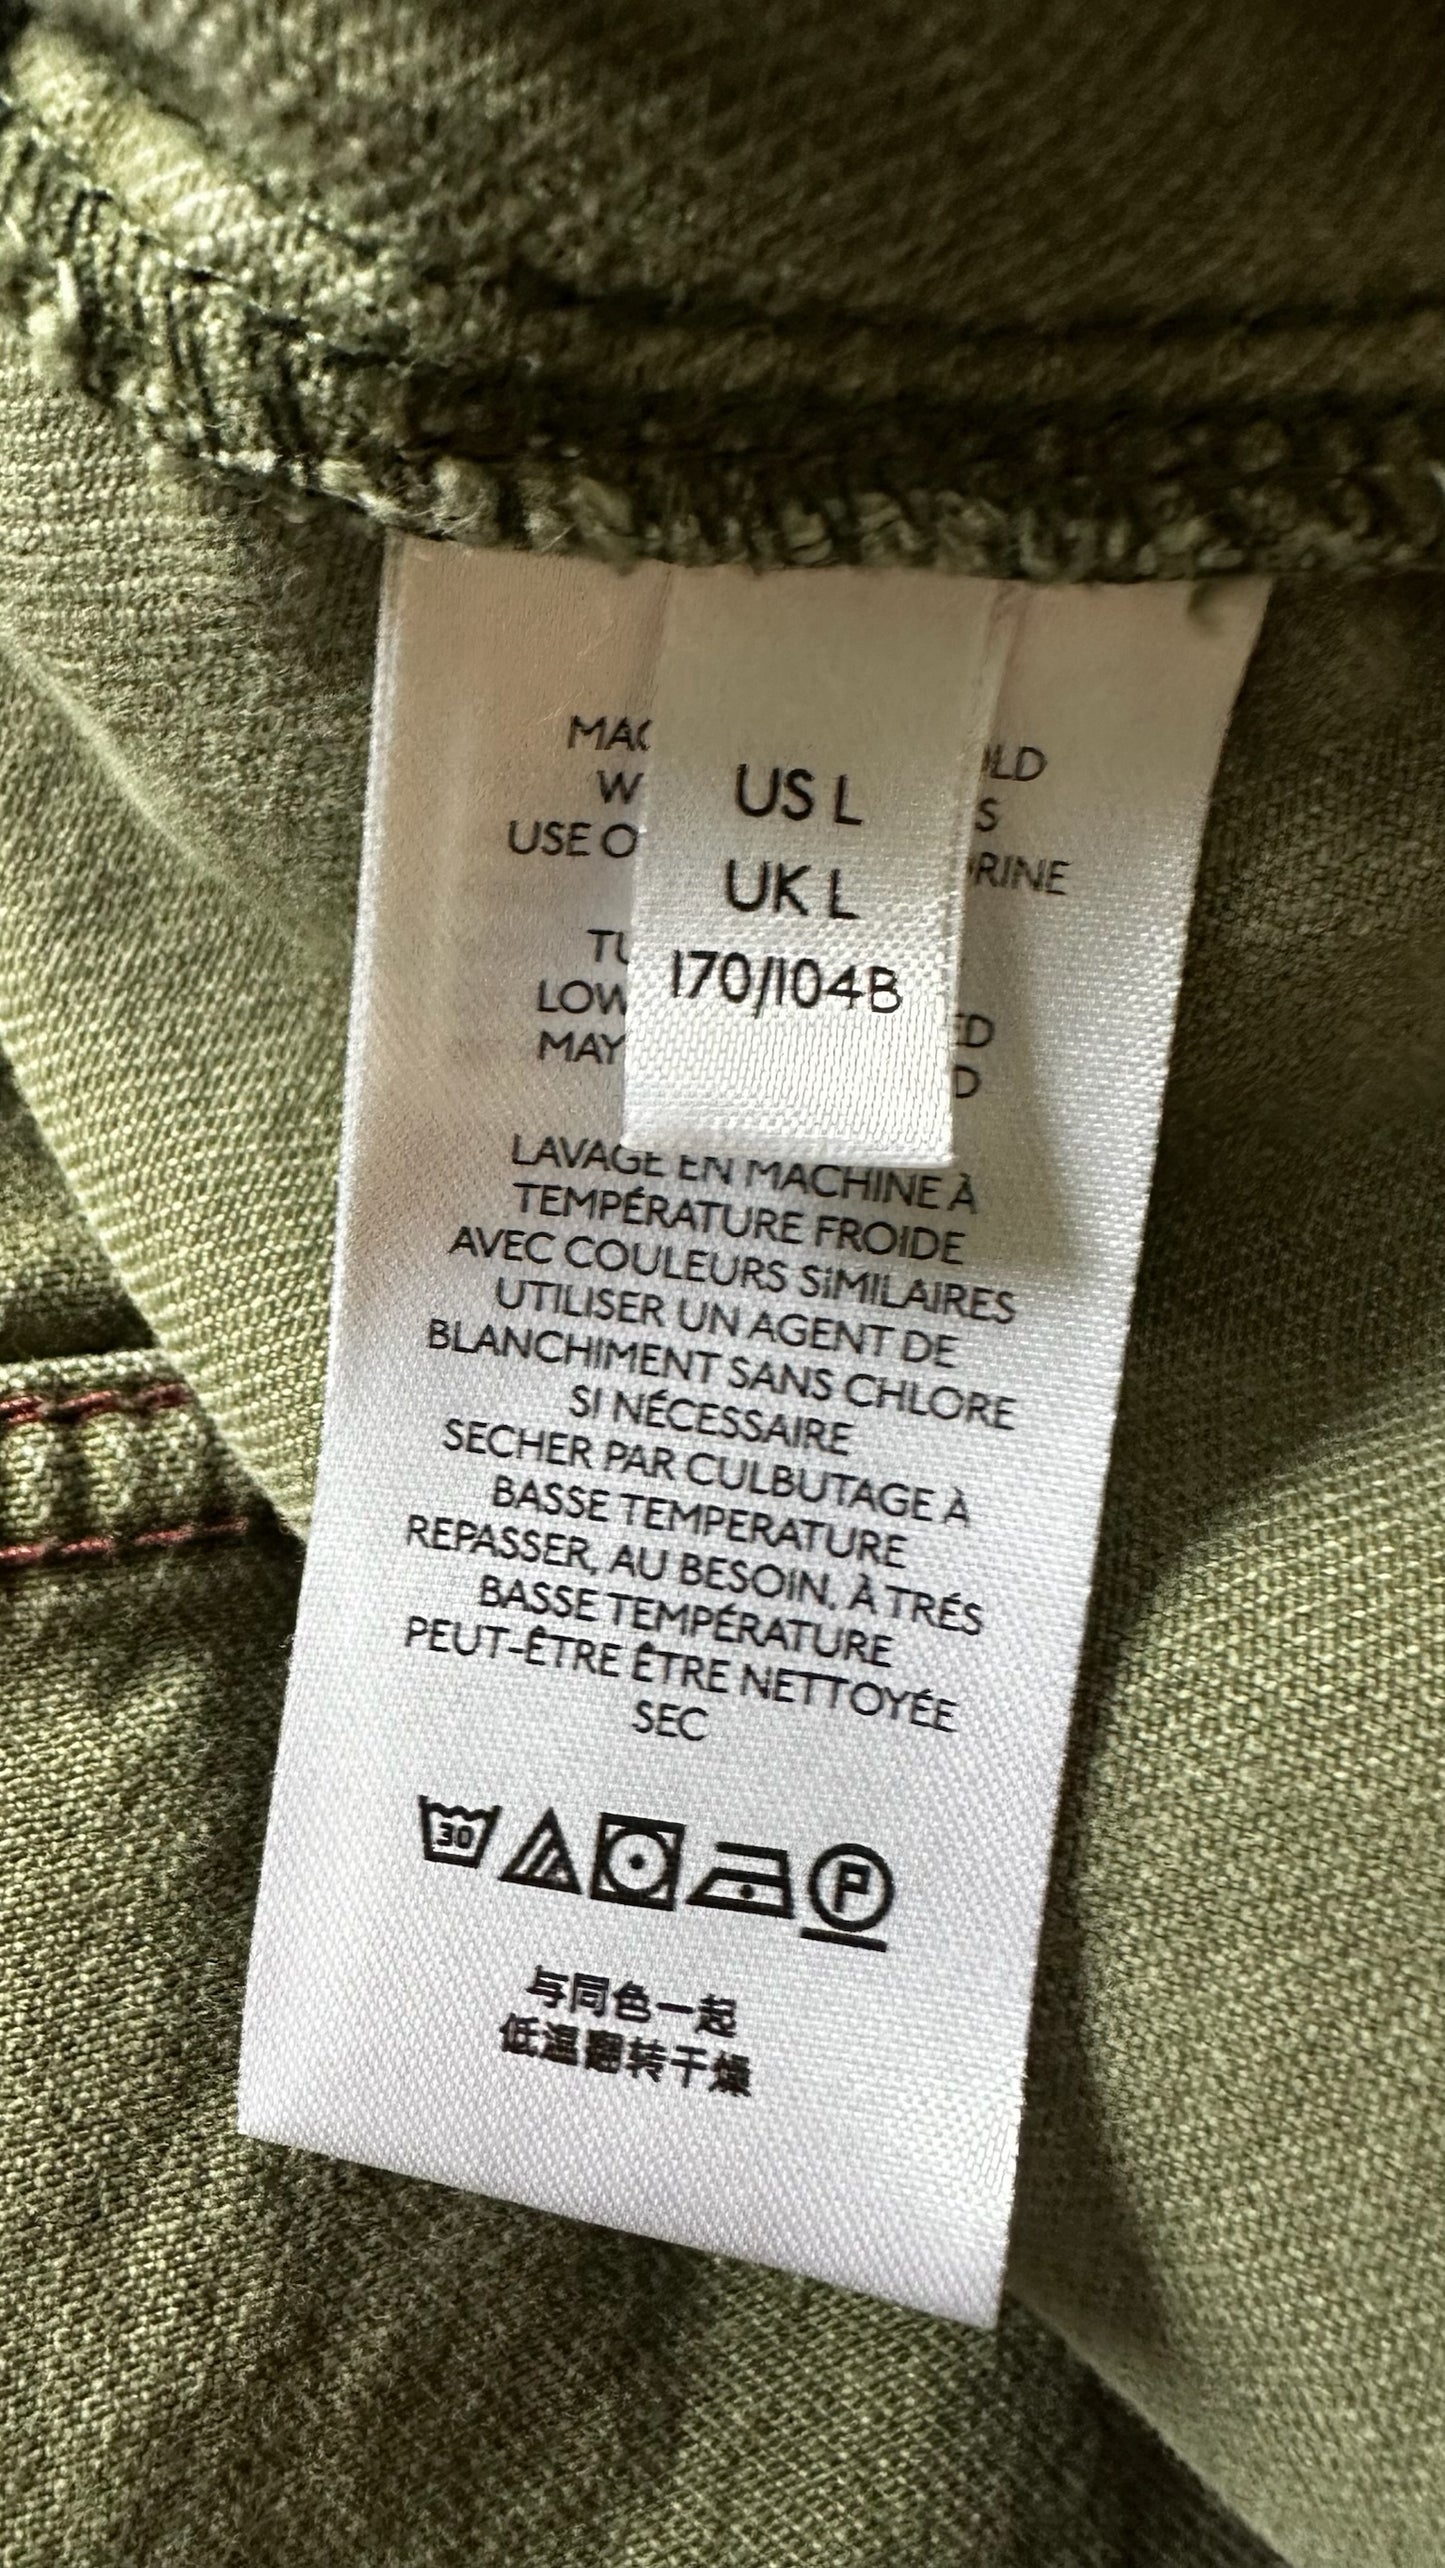 US L
UK L
170/104B
USE
LAVAGE EN MACHINE À
TEMPÉRATURE FROIDE
AVEC COULEURS SIMILAIRES
UTILISER UN AGENT DE
BLANCHIMENT SANS CHLORE
SI NÉCESSAIRE
SECHER PAR CULBUTAGE À
BASSE TEMPERATURE
REPASSER, AU BESOIN, À TRÉS
BASSE TEMPÉRATURE
PEUT-ÊTRE ÊTRE NETTOYÉE
SEC
30 P
与同色一起
低温翻转干燥